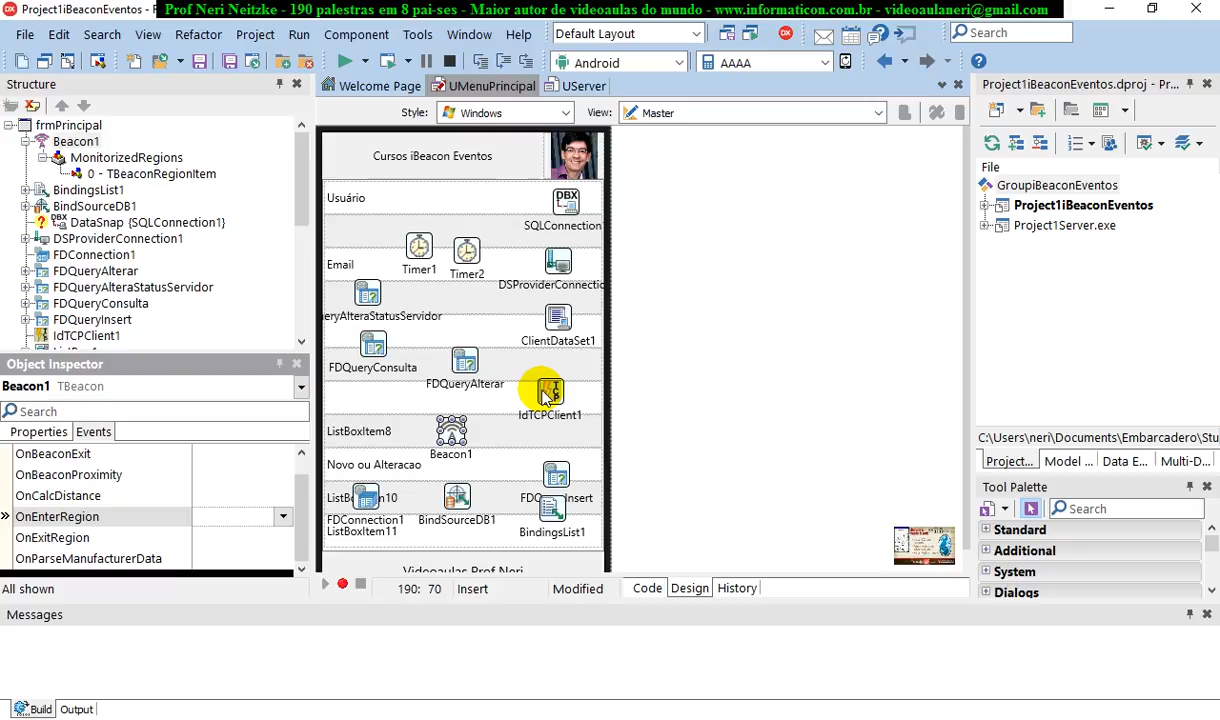 Project1iBeaconEventos - P
Prof Neri Neitzke - 190 palestras em 8 pai-ses - Maior autor de videoaulas do mundo - www.informaticon.com.br - videoaulaneri@gmail.com
File Edit Search View Refactor Project Run Component Tools Window Help
Default Layout
Search
Android
AAAA
Structure
frmPrincipal
Beacon1
MonitorizedRegions
0 - TBeaconRegionItem
BindingsList1
BindSourceDB1
DataSnap {SQLConnection1}
DSProviderConnection1
FDConnection1
FDQueryAlterar
FDQueryAlteraStatusServidor
FDQueryConsulta
FDQueryInsert
IdTCPClient1
Object Inspector
Beacon1 TBeacon
Search
Properties Events
OnBeaconExit
OnBeaconProximity
OnCalcDistance
OnEnterRegion
OnExitRegion
OnParseManufacturerData
All shown
Welcome Page UMenuPrincipal UServer
Style: Windows View: Master
Cursos iBeacon Eventos
Usuário
DBX
SQLConnection
Timer1 Timer2
Email
DSProviderConnectio
eryAlteraStatusServidor
ClientDataSet1
FDQueryConsulta
FDQueryAlterar
IdTCPClient1
ListBoxItem8
Beacon1
Novo ou Alteracao
FDConnection1
BindSourceDB1
ListBoxItem11
BindingsList1
Videoaulas Prof Neri
190: 70 Insert Modified
Code Design History
Project1iBeaconEventos.dproj - Pr...
File
GroupiBeaconEventos
Project1iBeaconEventos
Project1Server.exe
C:\Users\neri\Documents\Embarcadero\Stu
Project... Model ... Data E... Multi-D...
Tool Palette
Search
Standard
Additional
System
Dialogs
Messages
Build Output